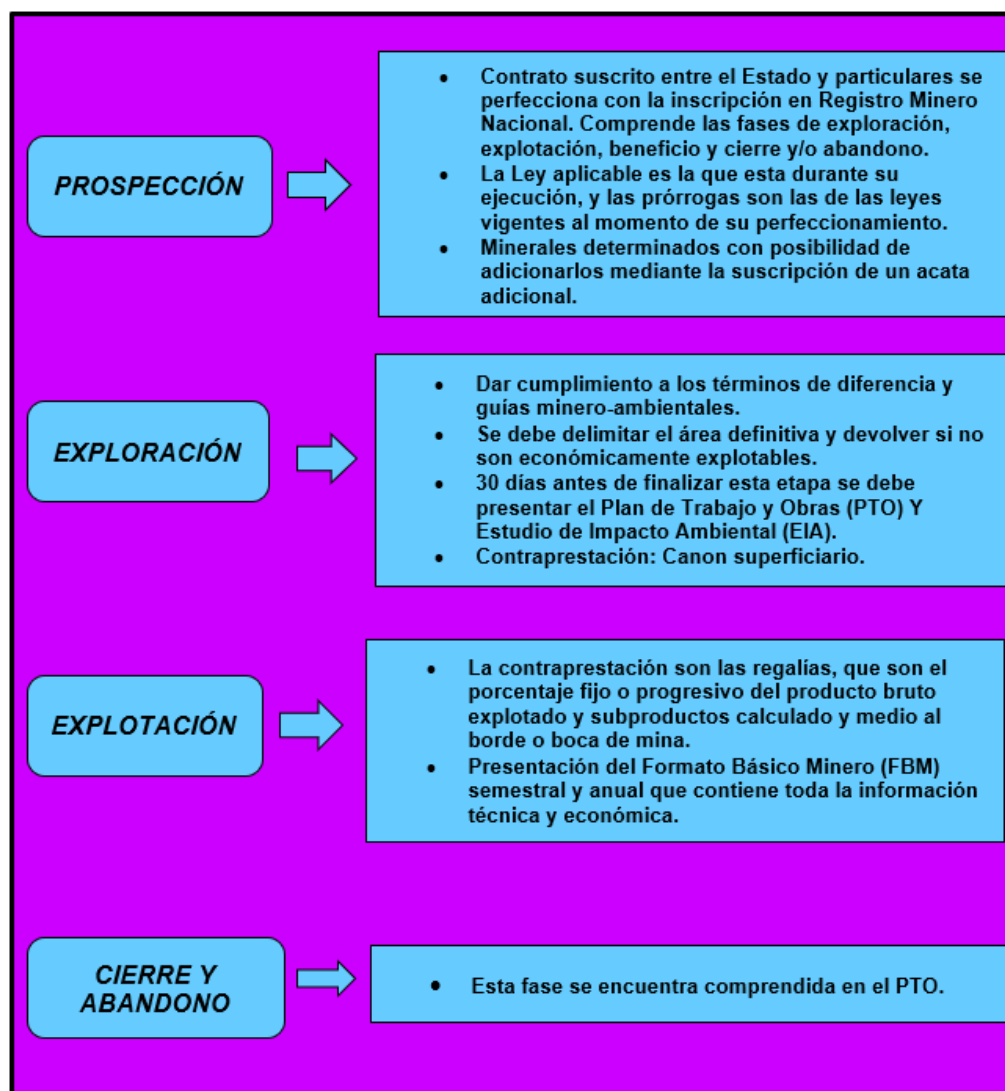 PROSPECCIÓN
• Contrato suscrito entre el Estado y particulares se
perfecciona con la inscripción en Registro Minero
Nacional. Comprende las fases de exploración,
explotación, beneficio y cierre y/o abandono.
• La Ley aplicable es la que esta durante su
ejecución, y las prórrogas son las de las leyes
vigentes al momento de su perfeccionamiento.
• Minerales determinados con posibilidad de
adicionarlos mediante la suscripción de un acata
adicional.
EXPLORACIÓN
• Dar cumplimiento a los términos de diferencia y
guías minero-ambientales.
• Se debe delimitar el área definitiva y devolver si no
son económicamente explotables.
• 30 días antes de finalizar esta etapa se debe
presentar el Plan de Trabajo y Obras (PTO) Y
Estudio de Impacto Ambiental (EIA).
• Contraprestación: Canon superficiario.
EXPLOTACIÓN
• La contraprestación son las regalías, que son el
porcentaje fijo o progresivo del producto bruto
explotado y subproductos calculado y medio al
borde o boca de mina.
• Presentación del Formato Básico Minero (FBM)
semestral y anual que contiene toda la información
técnica y económica.
CIERRE Y
ABANDONO
• Esta fase se encuentra comprendida en el PTO.